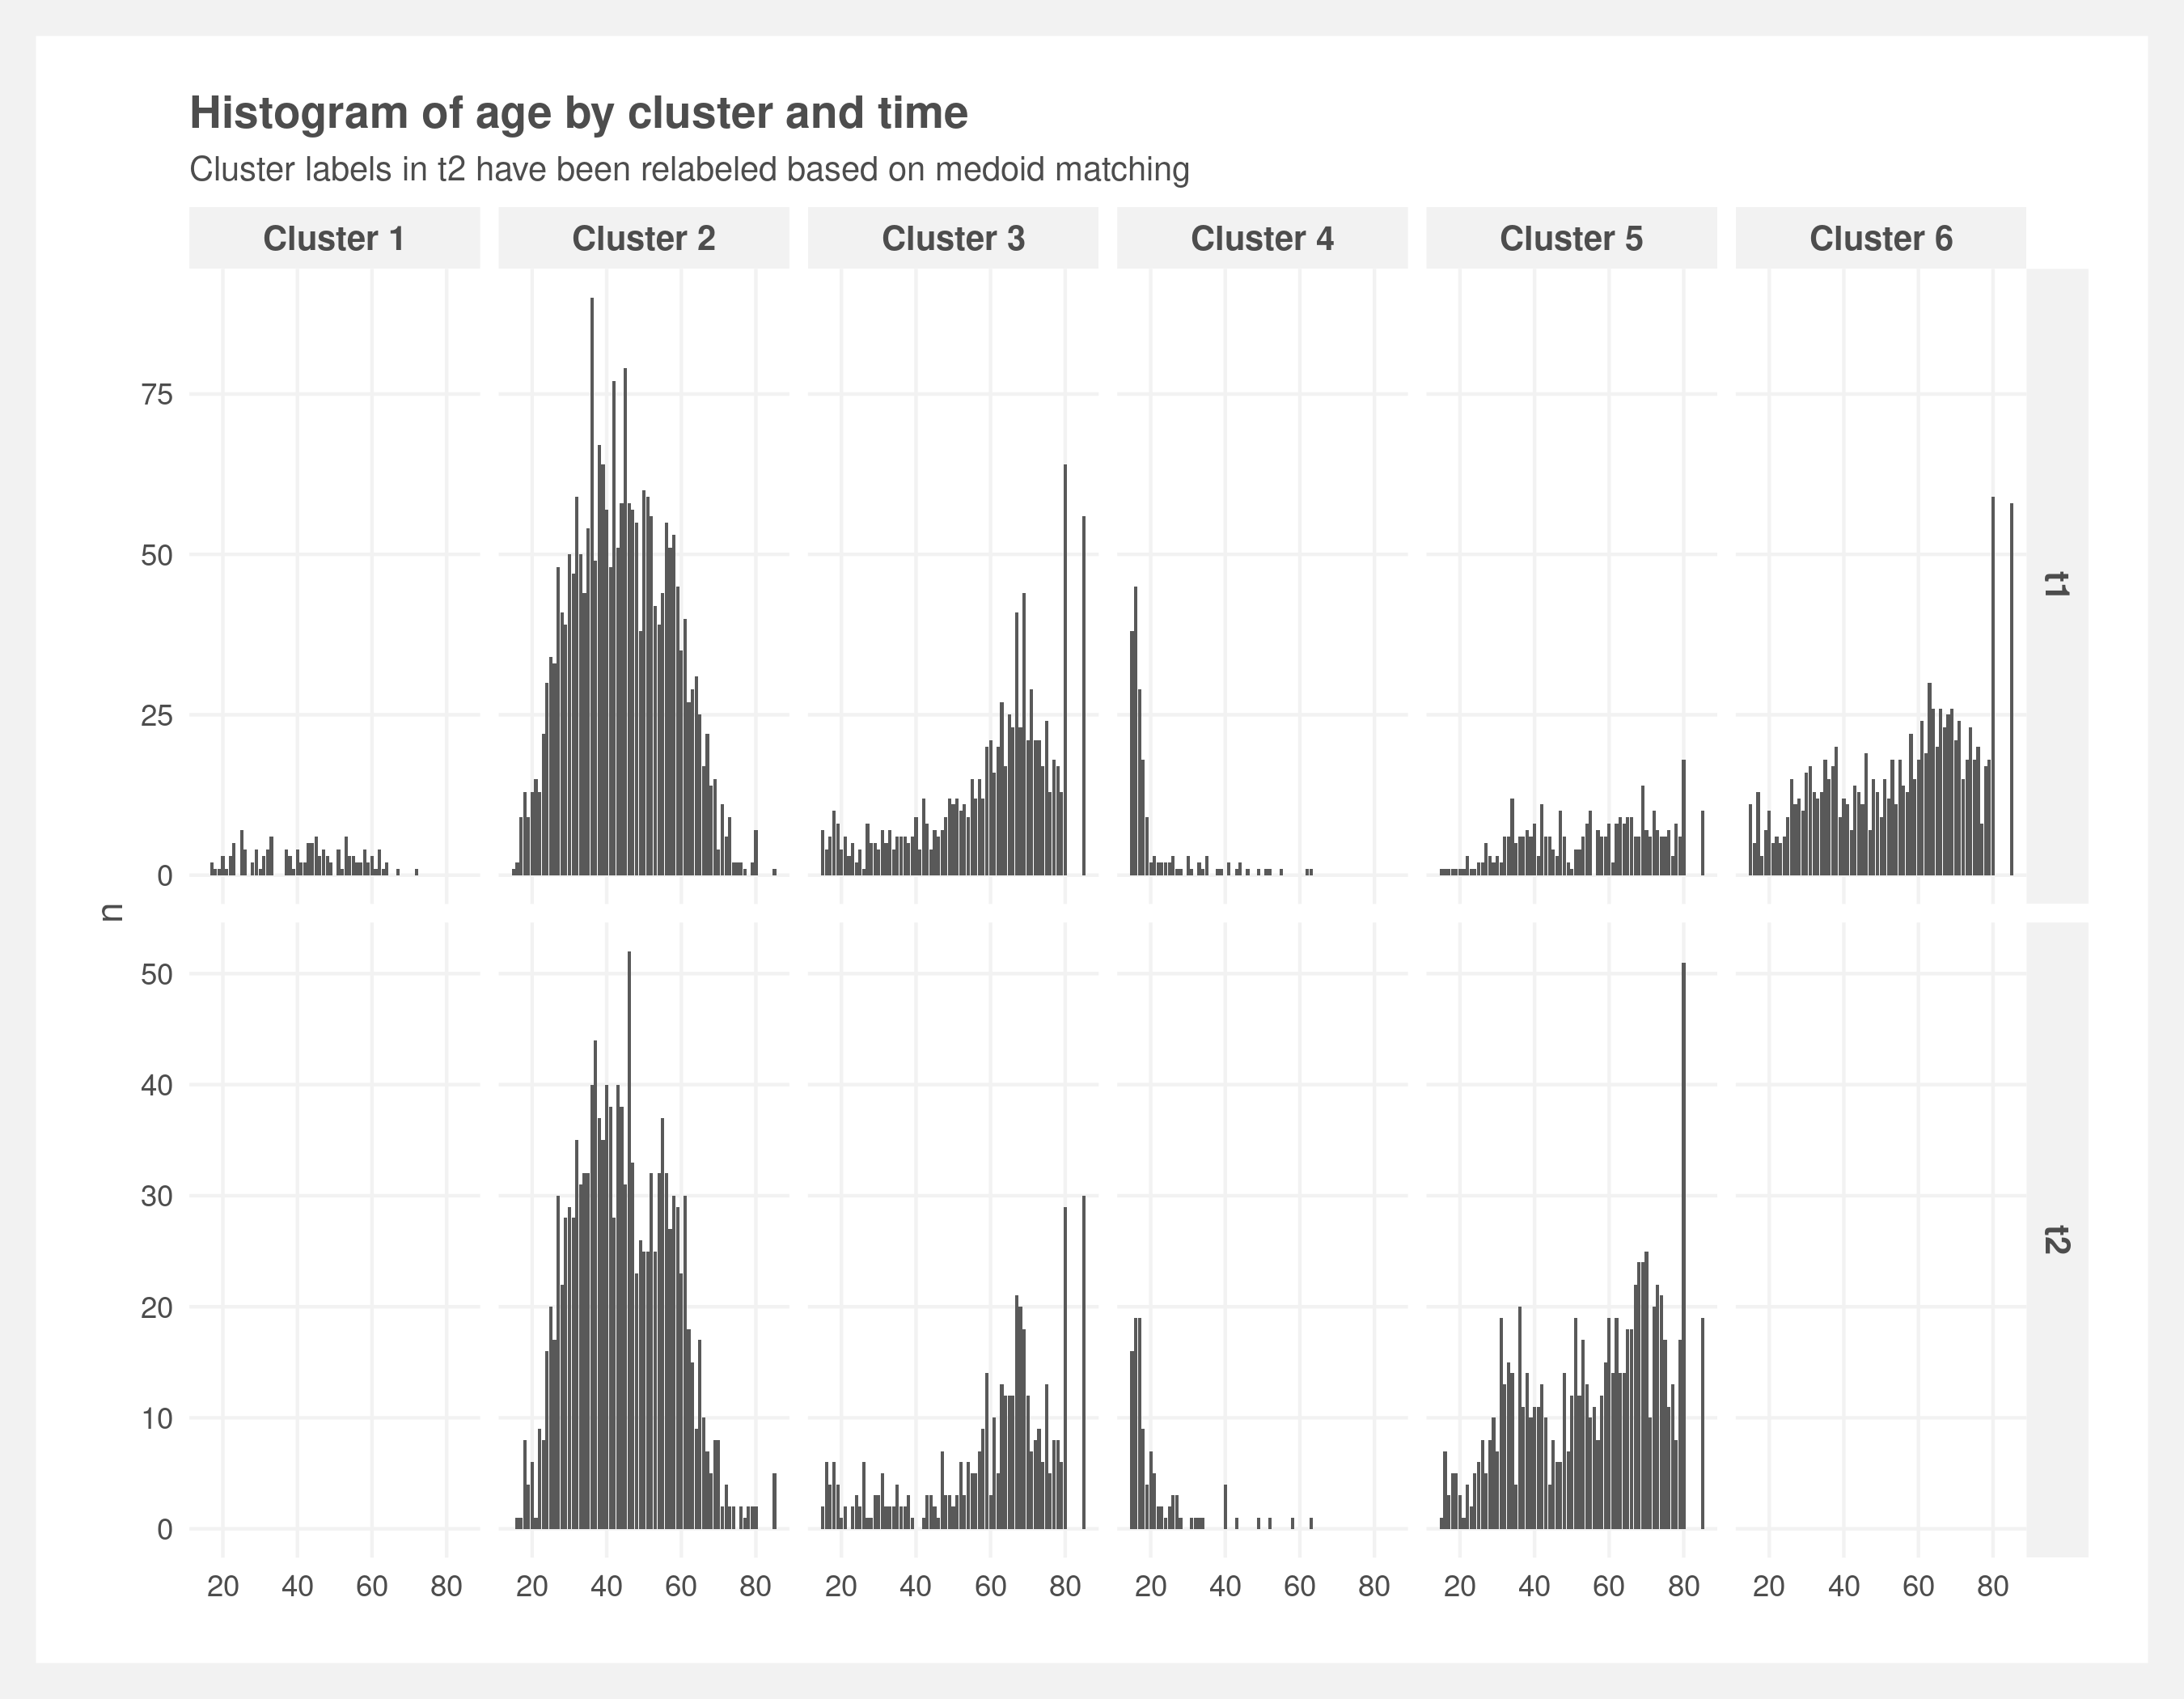 Histogram of age by cluster and time
Cluster labels in t2 have been relabeled based on medoid matching
Cluster 1 Cluster 2 Cluster 3 Cluster 4 Cluster 5 Cluster 6
75
50
25
0
t1
n
50
40
30
20
10
0
t2
20 40 60 80 20 40 60 80 20 40 60 80 20 40 60 80 20 40 60 80 20 40 60 80